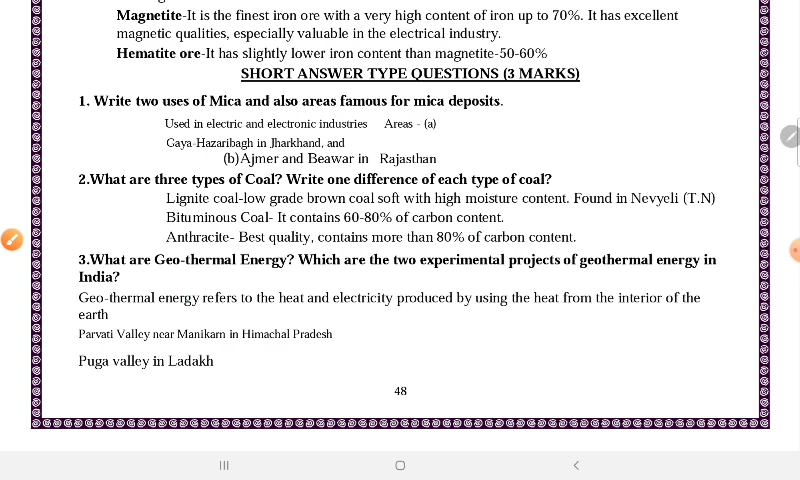 Magnetite-It is the finest iron ore with a very high content of iron up to 70%. It has excellent
magnetic qualities, especially valuable in the electrical industry.
Hematite ore-It has slightly lower iron content than magnetite-50-60%
SHORT ANSWER TYPE QUESTIONS (3 MARKS)
1. Write two uses of Mica and also areas famous for mica deposits.
Used in electric and electronic industries Areas - (a)
Gaya-Hazaribagh in Jharkhand, and
(b)Ajmer and Beawar in Rajasthan
2.What are three types of Coal? Write one difference of each type of coal?
Lignite coal-low grade brown coal soft with high moisture content. Found in Nevyeli (T.N)
Bituminous Coal- It contains 60-80% of carbon content.
Anthracite- Best quality, contains more than 80% of carbon content.
3.What are Geo-thermal Energy? Which are the two experimental projects of geothermal energy in
India?
Geo-thermal energy refers to the heat and electricity produced by using the heat from the interior of the
earth
Parvati Valley near Manikarn in Himachal Pradesh
Puga valley in Ladakh
48